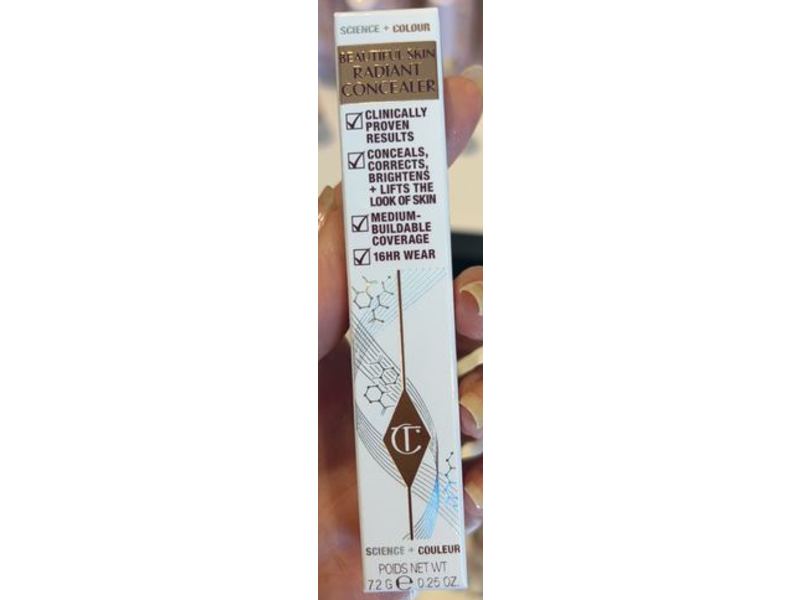 SCIENCE + COLOUR
BEAUTIFUL SKIN
RADIANT
CONCEALER
CLINICALLY
PROVEN
RESULTS
CONCEALS,
CORRECTS,
BRIGHTENS
+ LIFTS THE
LOOK OF SKIN
MEDIUM-
BUILDABLE
COVERAGE
16HR WEAR
CT
SCIENCE + COULEUR
POIDS NET WT
7.2 G ℮ 0.25 OZ.